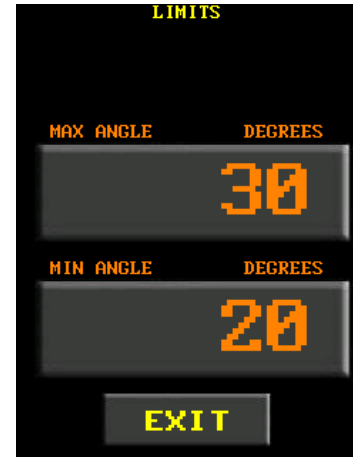 LIMITS
MAX ANGLE DEGREES
30
MIN ANGLE DEGREES
20
EXIT